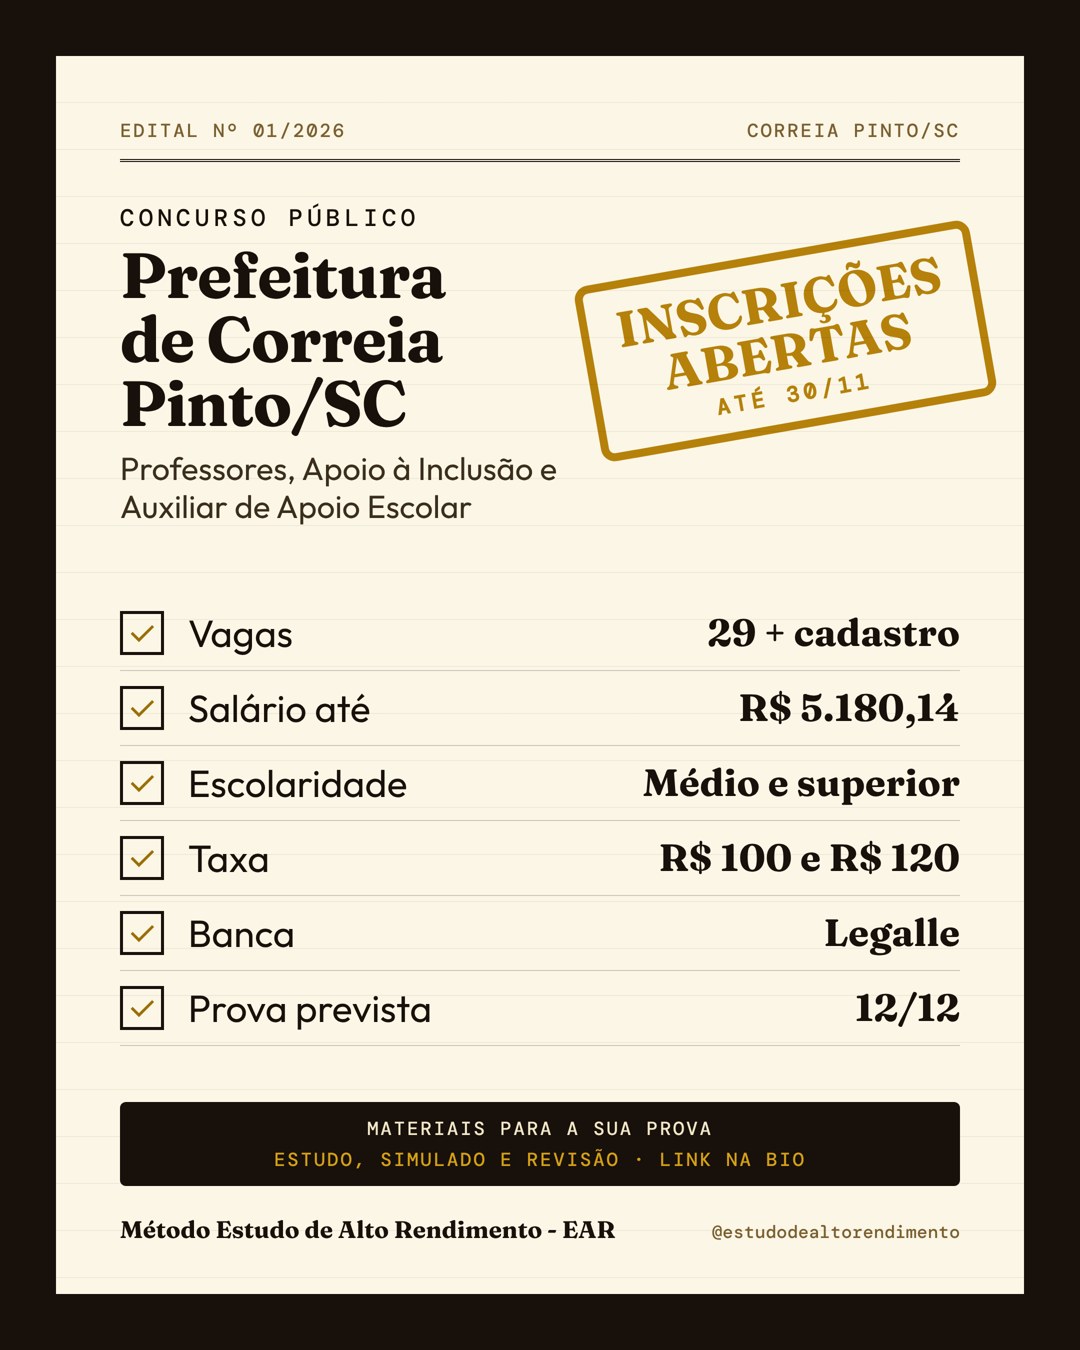 EDITAL Nº 01/2026
CORREIA PINTO/SC
CONCURSO PÚBLICO
Prefeitura
de Correia
Pinto/SC
INSCRIÇÕES
ABERTAS
ATÉ 30/11
Professores, Apoio à Inclusão e
Auxiliar de Apoio Escolar
Vagas 29 + cadastro
Salário até R$ 5.180,14
Escolaridade Médio e superior
Taxa R$ 100 e R$ 120
Banca Legalle
Prova prevista 12/12
MATERIAIS PARA A SUA PROVA
ESTUDO, SIMULADO E REVISÃO · LINK NA BIO
Método Estudo de Alto Rendimento - EAR
@estudodealtorendimento